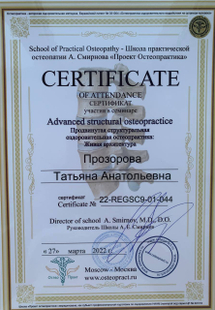 School of Practical Osteopathy - Школа практической
остеопатии А. Смирнова «Проект Остеопрактика»
CERTIFICATE
OF ATTENDANCE
СЕРТИФИКАТ
участия в семинаре
Advanced structural osteopractice
Продвинутая структуральная
оздоровительная остеопрактика:
Живая архитектура
Прозорова
Татьяна Анатольевна
сертификат
Certificate № 22-REGSC9-01-044
Director of school A. Smirnov, M.D., D.O.
Руководитель Школы А.Е. Смирнов
« 27» марта 2022 г.
Moscow - Москва
www.osteopract.ru